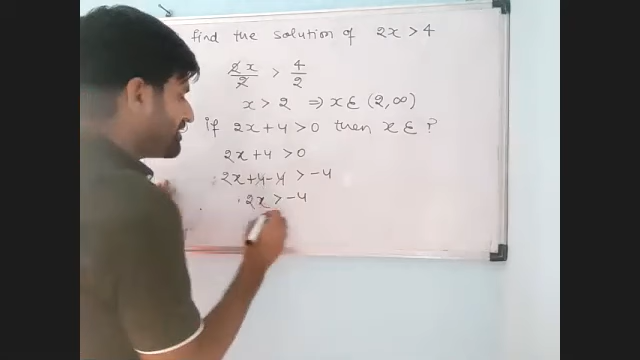 find the solution of 2x > 4
2x/2 > 4/2
x > 2 ⇒ x ∈ (2, ∞)
if 2x + 4 > 0 then x ∈ ?
2x + 4 > 0
2x + 4 - 4 > -4
2x > -4